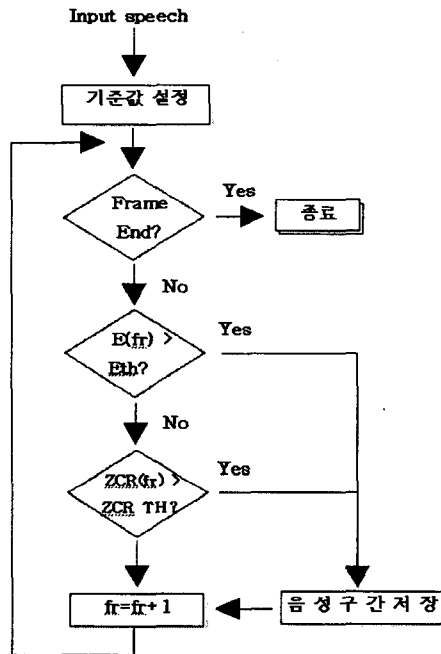 Input speech
기준값 설정
Frame
End?
Yes
종료
No
E(fr) >
Eth?
Yes
No
ZCR(fr) >
ZCR TH?
Yes
fr=fr+1
음 성 구 간 저 장